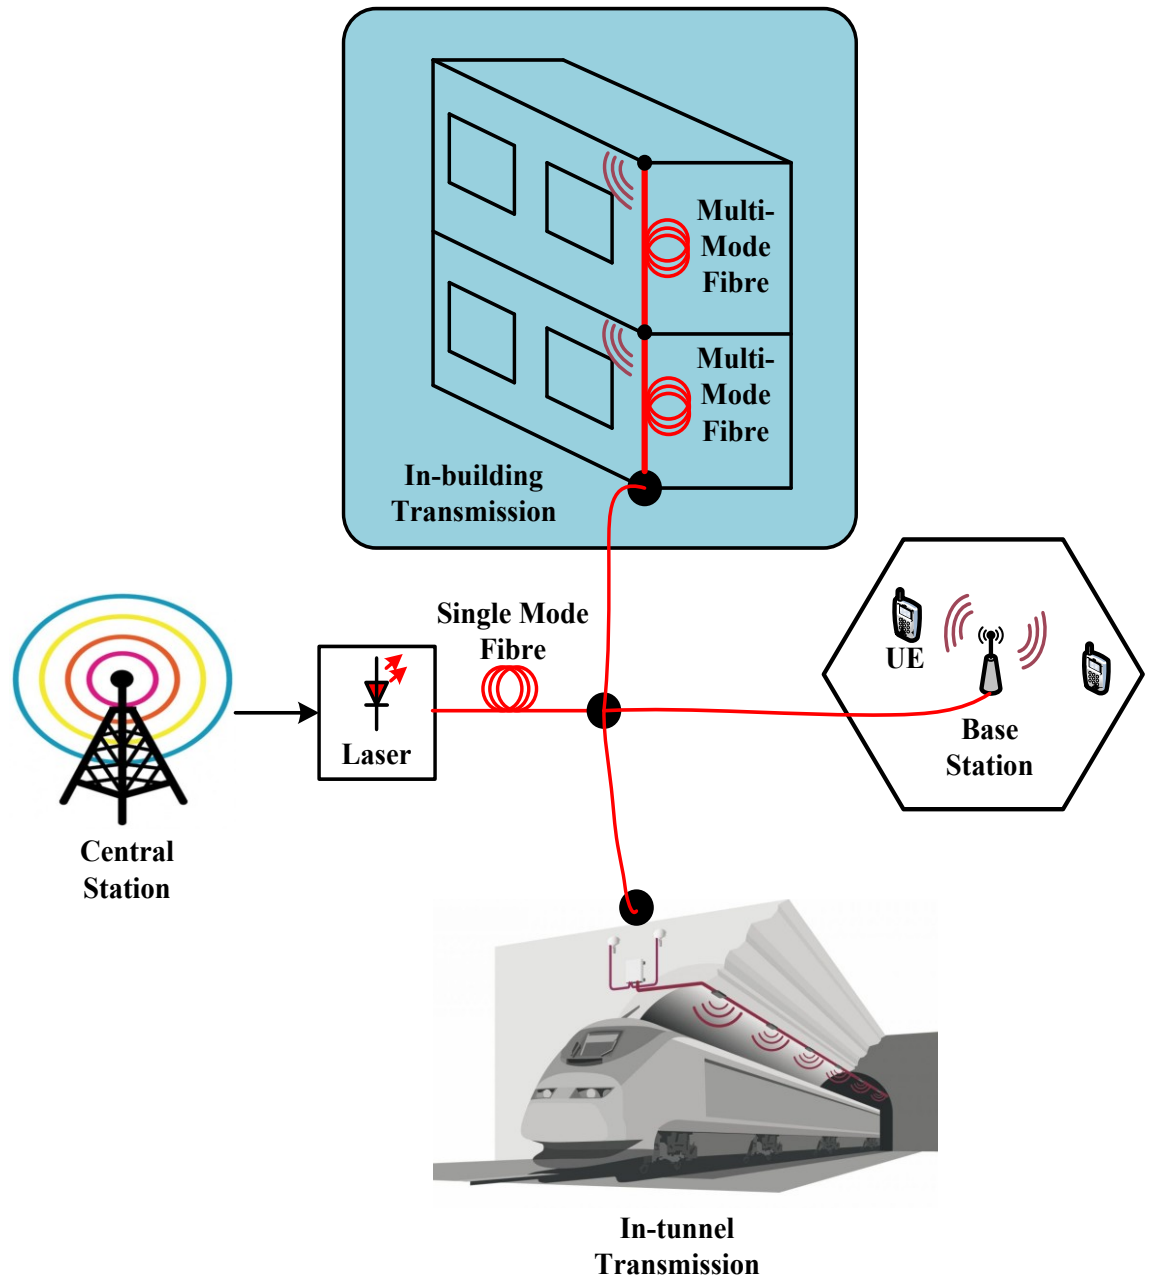 Multi-
Mode
Fibre
Multi-
Mode
Fibre
In-building
Transmission
Single Mode
Fibre
Laser
UE
Base
Station
Central
Station
In-tunnel
Transmission